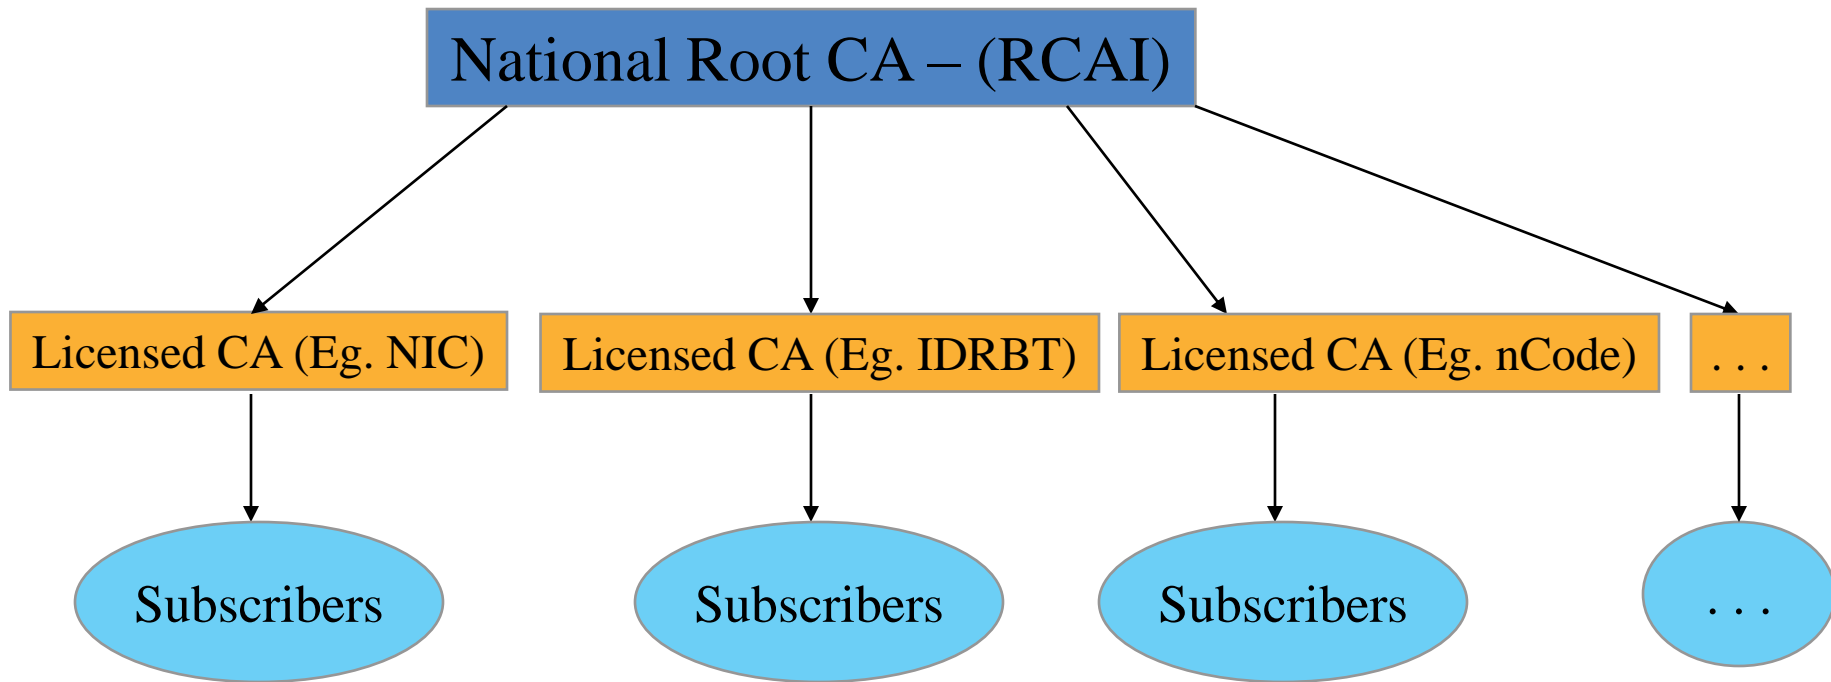 National Root CA – (RCAI)
Licensed CA (Eg. NIC)
Licensed CA (Eg. IDRBT)
Licensed CA (Eg. nCode)
. . .
Subscribers
Subscribers
Subscribers
. . .